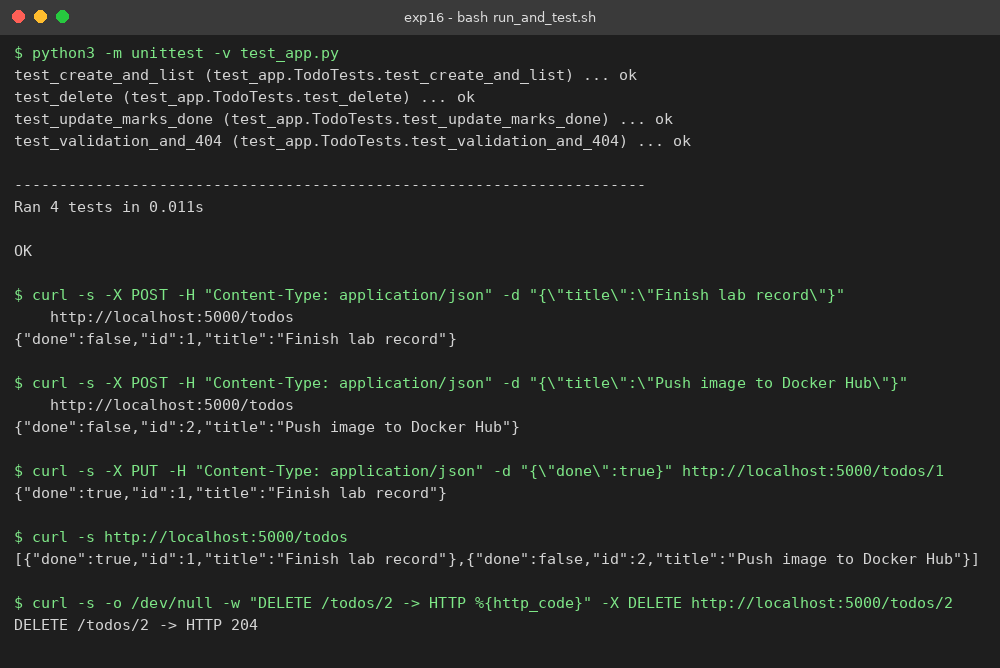 exp16 - bash run_and_test.sh
$ python3 -m unittest -v test_app.py
test_create_and_list (test_app.TodoTests.test_create_and_list) ... ok
test_delete (test_app.TodoTests.test_delete) ... ok
test_update_marks_done (test_app.TodoTests.test_update_marks_done) ... ok
test_validation_and_404 (test_app.TodoTests.test_validation_and_404) ... ok
----------------------------------------------------------------------
Ran 4 tests in 0.011s
OK
$ curl -s -X POST -H "Content-Type: application/json" -d "{\"title\":\"Finish lab record\"}"
    http://localhost:5000/todos
{"done":false,"id":1,"title":"Finish lab record"}
$ curl -s -X POST -H "Content-Type: application/json" -d "{\"title\":\"Push image to Docker Hub\"}"
    http://localhost:5000/todos
{"done":false,"id":2,"title":"Push image to Docker Hub"}
$ curl -s -X PUT -H "Content-Type: application/json" -d "{\"done\":true}" http://localhost:5000/todos/1
{"done":true,"id":1,"title":"Finish lab record"}
$ curl -s http://localhost:5000/todos
[{"done":true,"id":1,"title":"Finish lab record"},{"done":false,"id":2,"title":"Push image to Docker Hub"}]
$ curl -s -o /dev/null -w "DELETE /todos/2 -> HTTP %{http_code}" -X DELETE http://localhost:5000/todos/2
DELETE /todos/2 -> HTTP 204